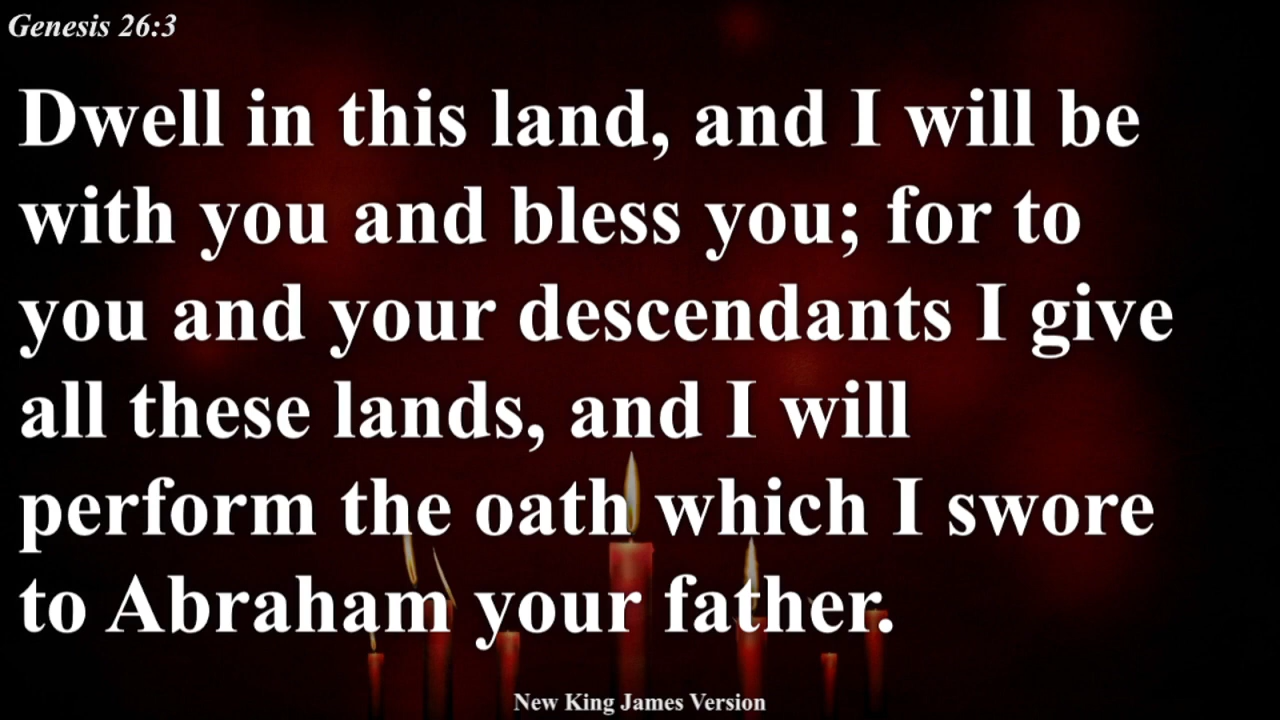 Genesis 26:3
Dwell in this land, and I will be
with you and bless you; for to
you and your descendants I give
all these lands, and I will
perform the oath which I swore
to Abraham your father.
New King James Version